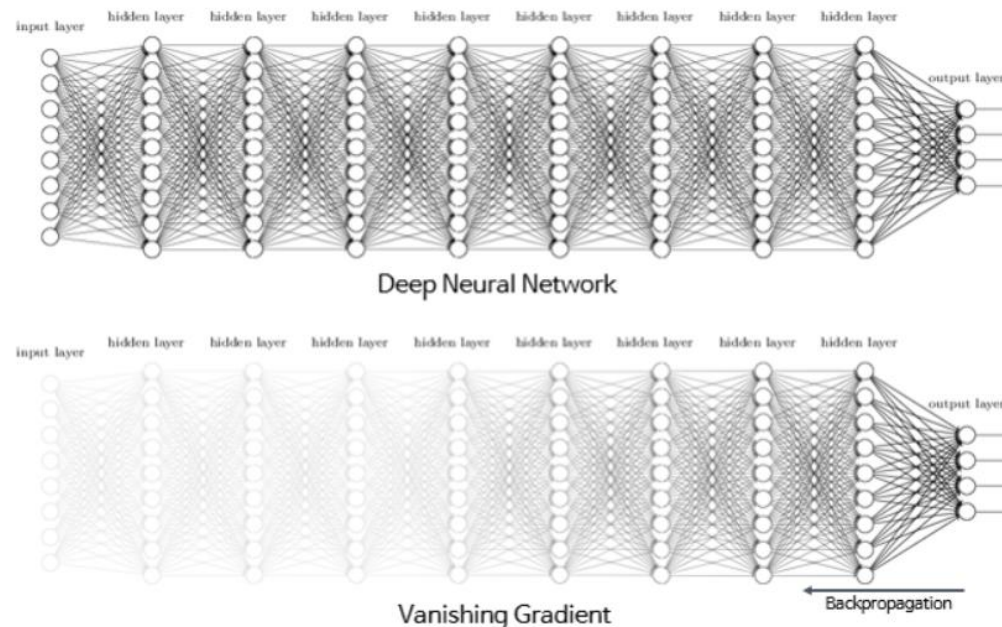 hidden layer hidden layer hidden layer hidden layer hidden layer hidden layer hidden layer hidden layer
input layer
output layer
Deep Neural Network
hidden layer hidden layer hidden layer hidden layer hidden layer hidden layer hidden layer hidden layer
input layer
output layer
Backpropagation
Vanishing Gradient